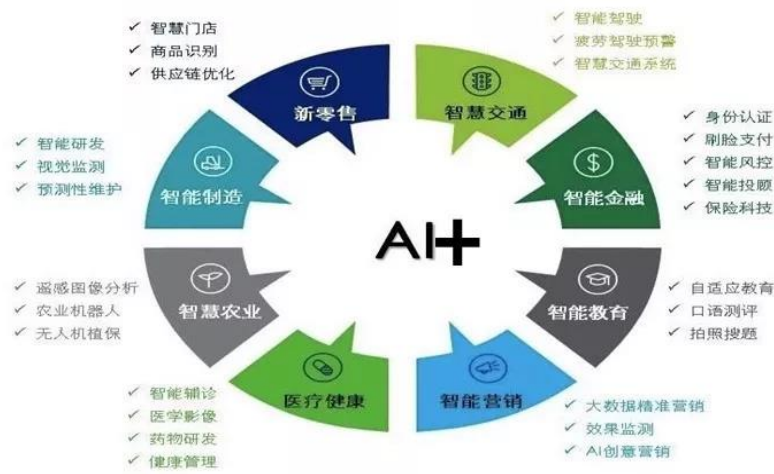 智慧门店
商品识别
供应链优化
新零售
智能驾驶
疲劳驾驶预警
智慧交通系统
智慧交通
身份认证
刷脸支付
智能风控
智能投顾
保险科技
智能金融
自适应教育
口语测评
拍照搜题
智能教育
大数据精准营销
效果监测
AI创意营销
智能营销
智能辅诊
医学影像
药物研发
健康管理
医疗健康
遥感图像分析
农业机器人
无人机植保
智慧农业
智能研发
视觉监测
预测性维护
智能制造
AI+